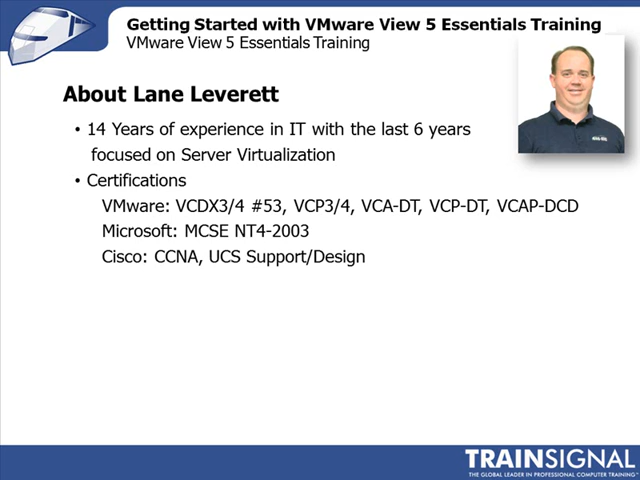 Getting Started with VMware View 5 Essentials Training
VMware View 5 Essentials Training
About Lane Leverett
• 14 Years of experience in IT with the last 6 years
focused on Server Virtualization
• Certifications
VMware: VCDX3/4 #53, VCP3/4, VCA-DT, VCP-DT, VCAP-DCD
Microsoft: MCSE NT4-2003
Cisco: CCNA, UCS Support/Design
TRAINSIGNAL
THE GLOBAL LEADER IN PROFESSIONAL COMPUTER TRAINING™